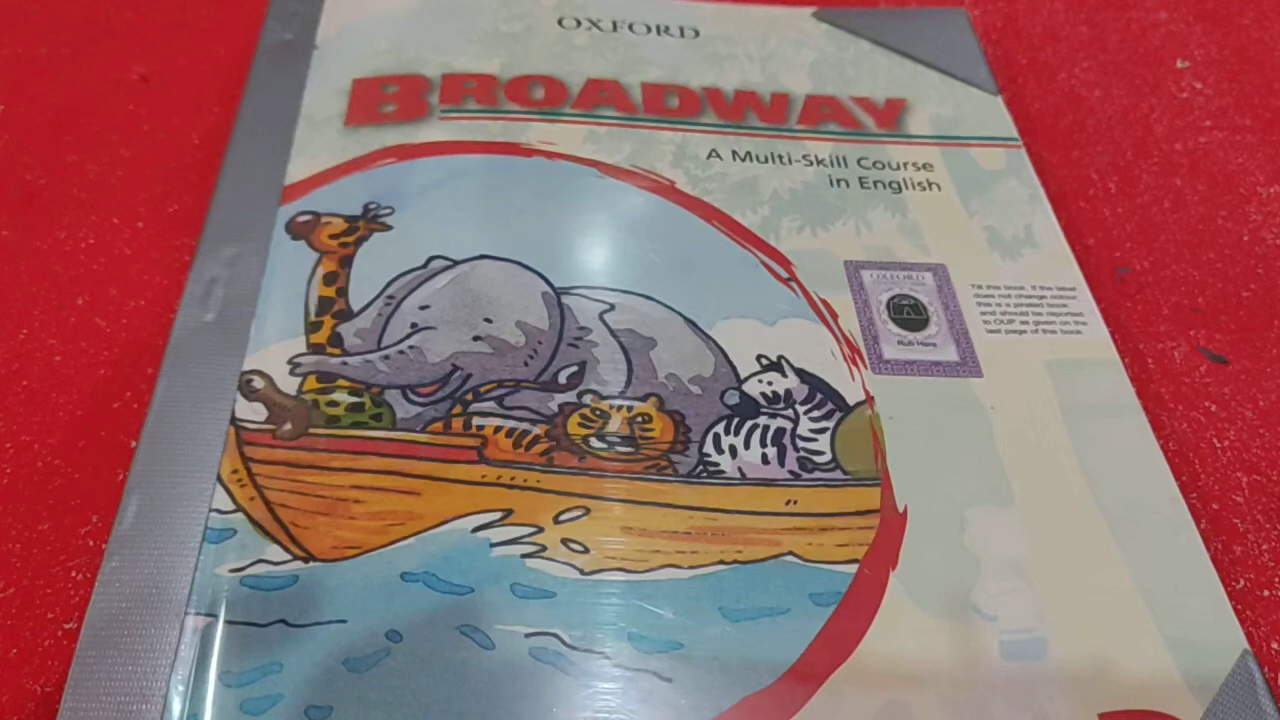 OXFORD
BROADWAY
A Multi-Skill Course
in English
OXFORD
Rub Here
Tilt this book, if the label
does not change colour
this is a pirated book
and should be reported
to OUP as given on the
last page of this book.